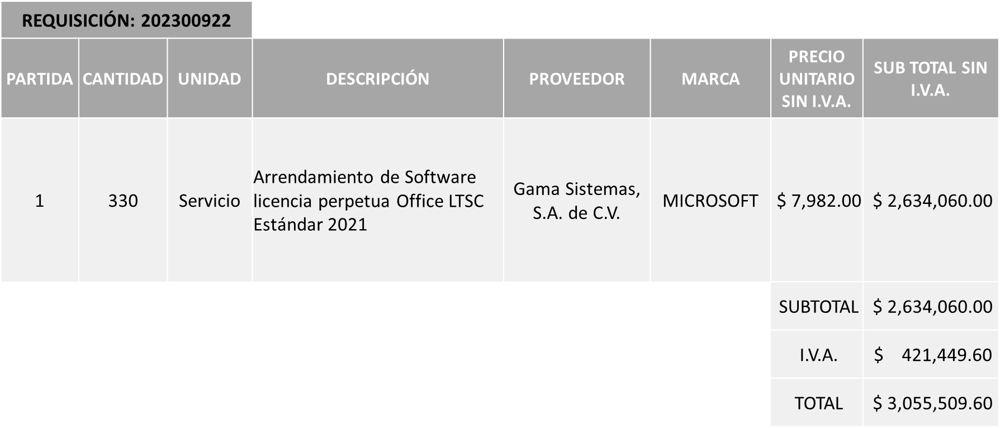 REQUISICIÓN: 202300922
PARTIDA CANTIDAD UNIDAD DESCRIPCIÓN PROVEEDOR MARCA PRECIO UNITARIO SIN I.V.A. SUB TOTAL SIN I.V.A.
1 330 Servicio Arrendamiento de Software licencia perpetua Office LTSC Estándar 2021 Gama Sistemas, S.A. de C.V. MICROSOFT $ 7,982.00 $ 2,634,060.00
SUBTOTAL $ 2,634,060.00
I.V.A. $ 421,449.60
TOTAL $ 3,055,509.60